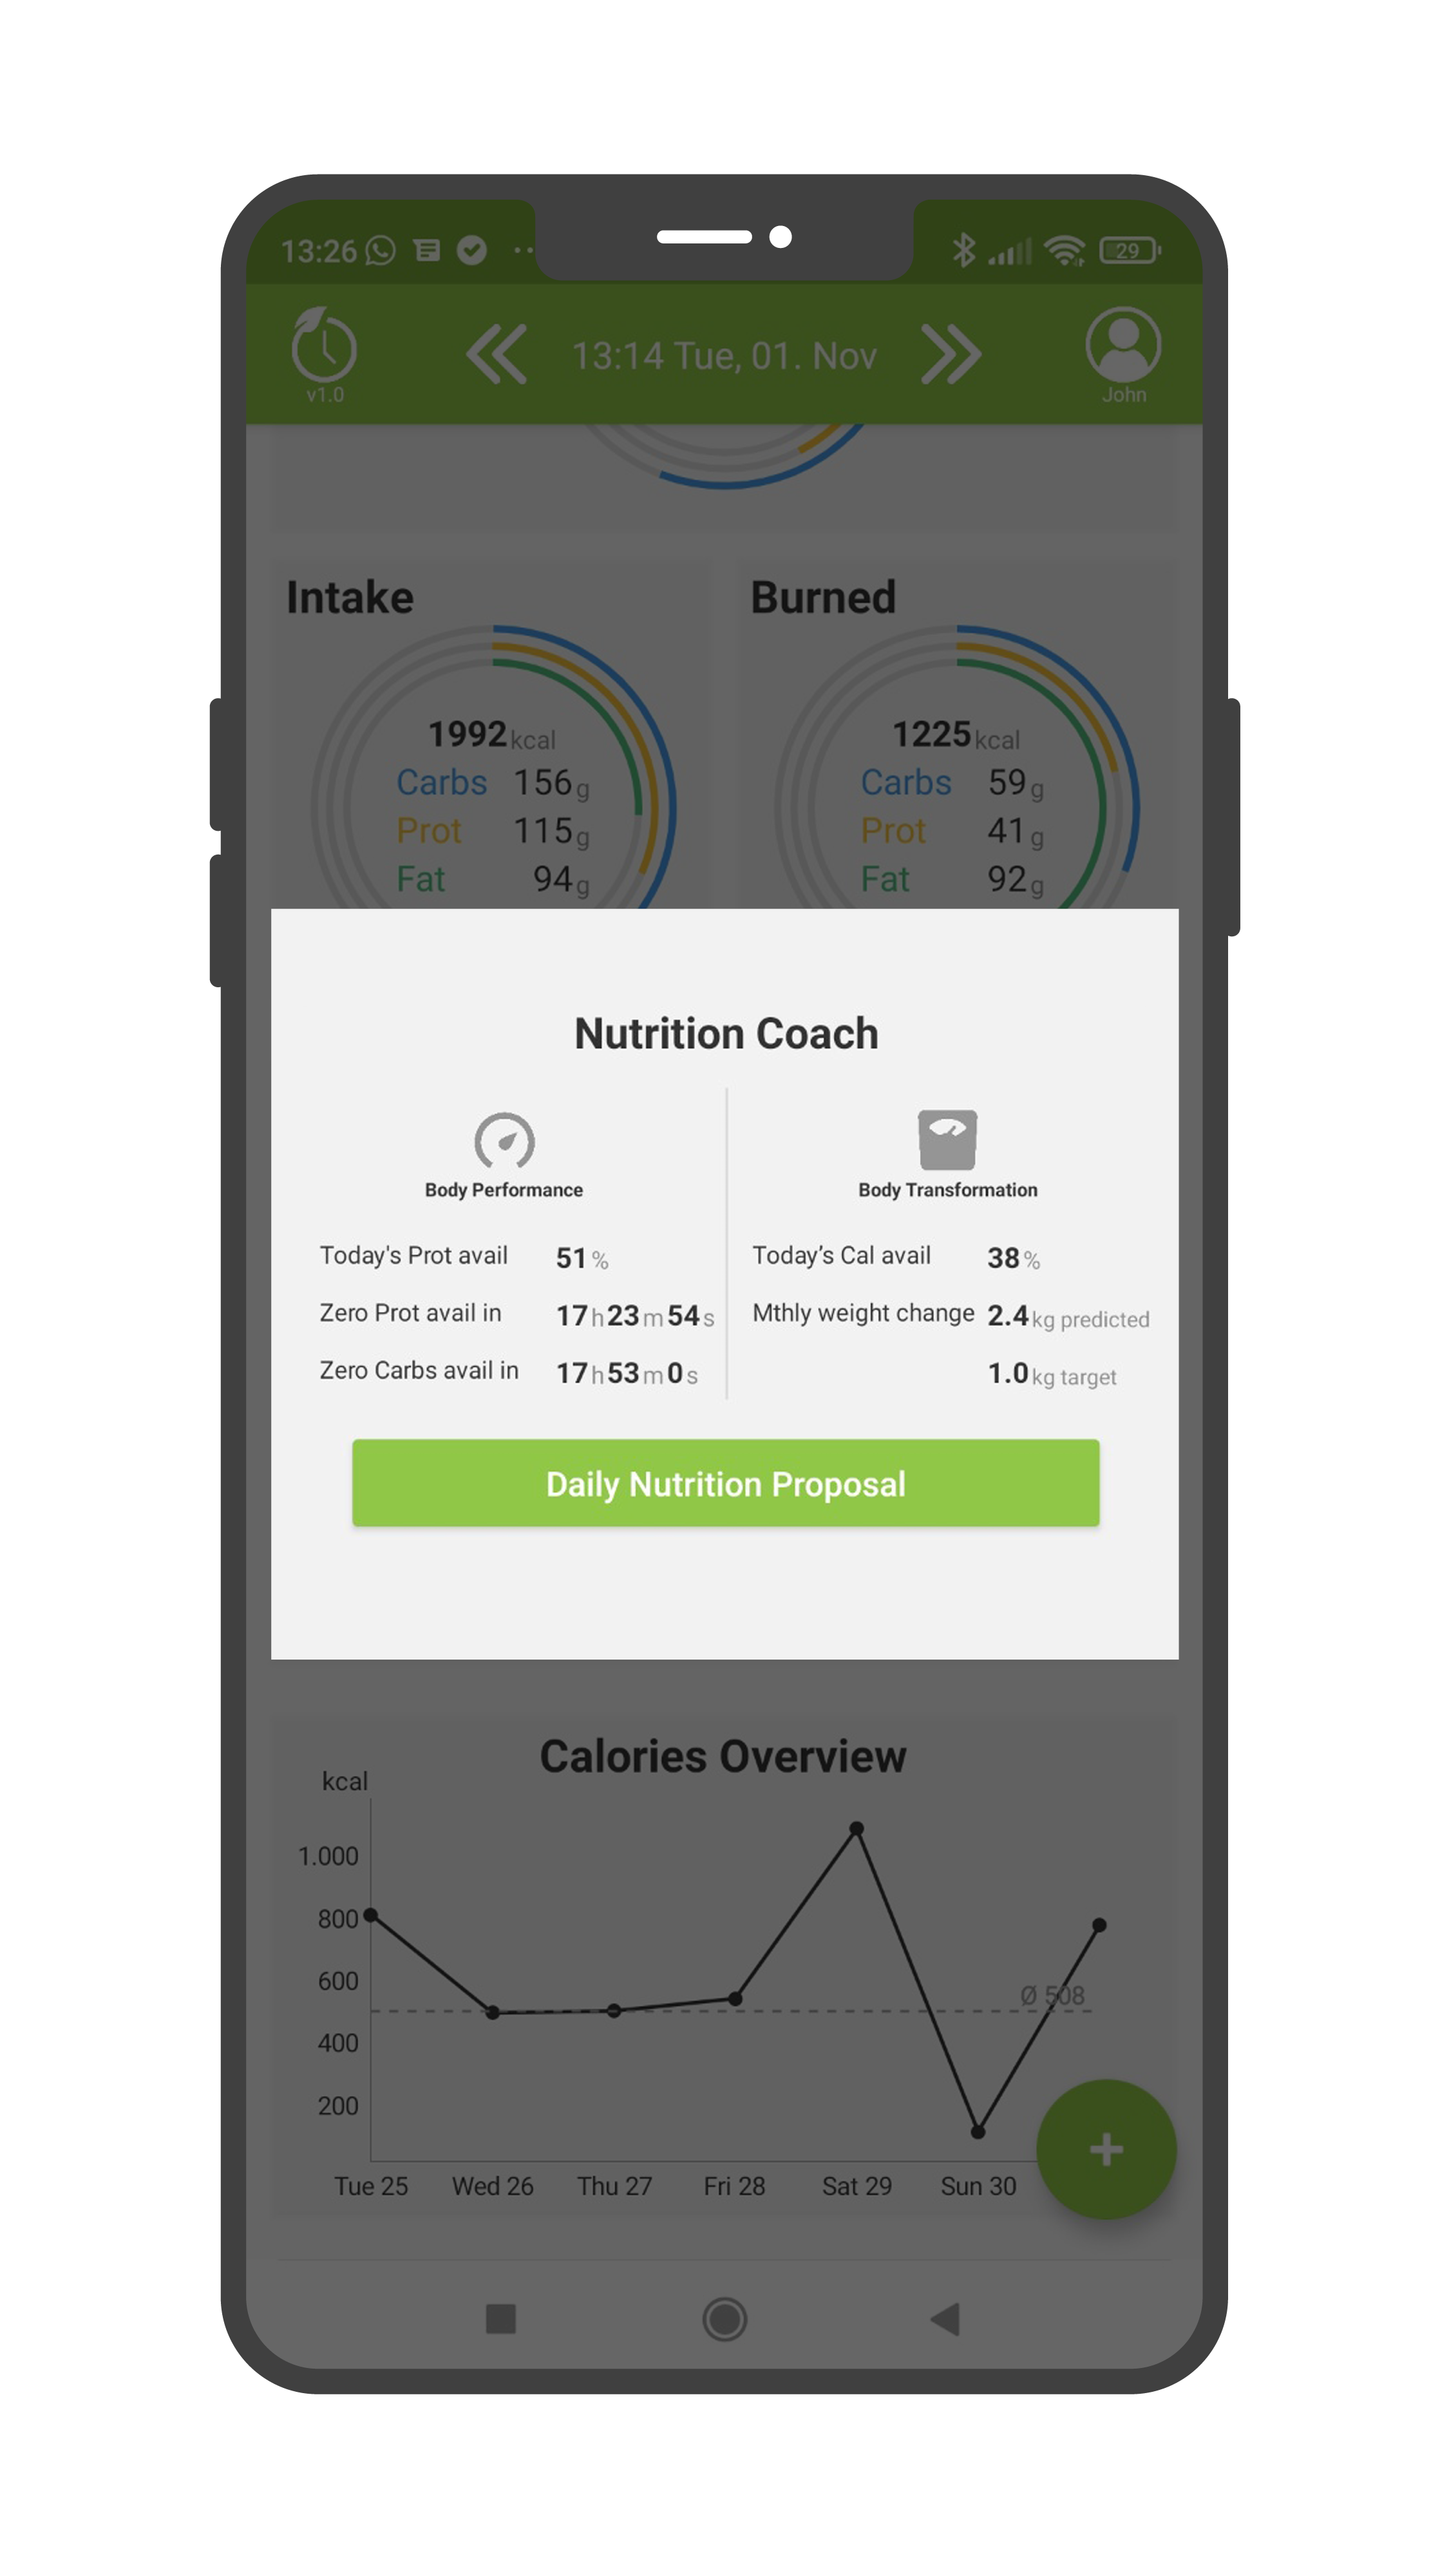 13:26
29
13:14 Tue, 01. Nov
v1.0
John
Intake
1992 kcal
Carbs 156 g
Prot 115 g
Fat 94 g
Burned
1225 kcal
Carbs 59 g
Prot 41 g
Fat 92 g
Nutrition Coach
Body Performance
Today's Prot avail 51 %
Zero Prot avail in 17 h 23 m 54 s
Zero Carbs avail in 17 h 53 m 0 s
Body Transformation
Today’s Cal avail 38 %
Mthly weight change 2.4 kg predicted
1.0 kg target
Daily Nutrition Proposal
Calories Overview
kcal
1.000
800
600
Ø 508
400
200
Tue 25 Wed 26 Thu 27 Fri 28 Sat 29 Sun 30